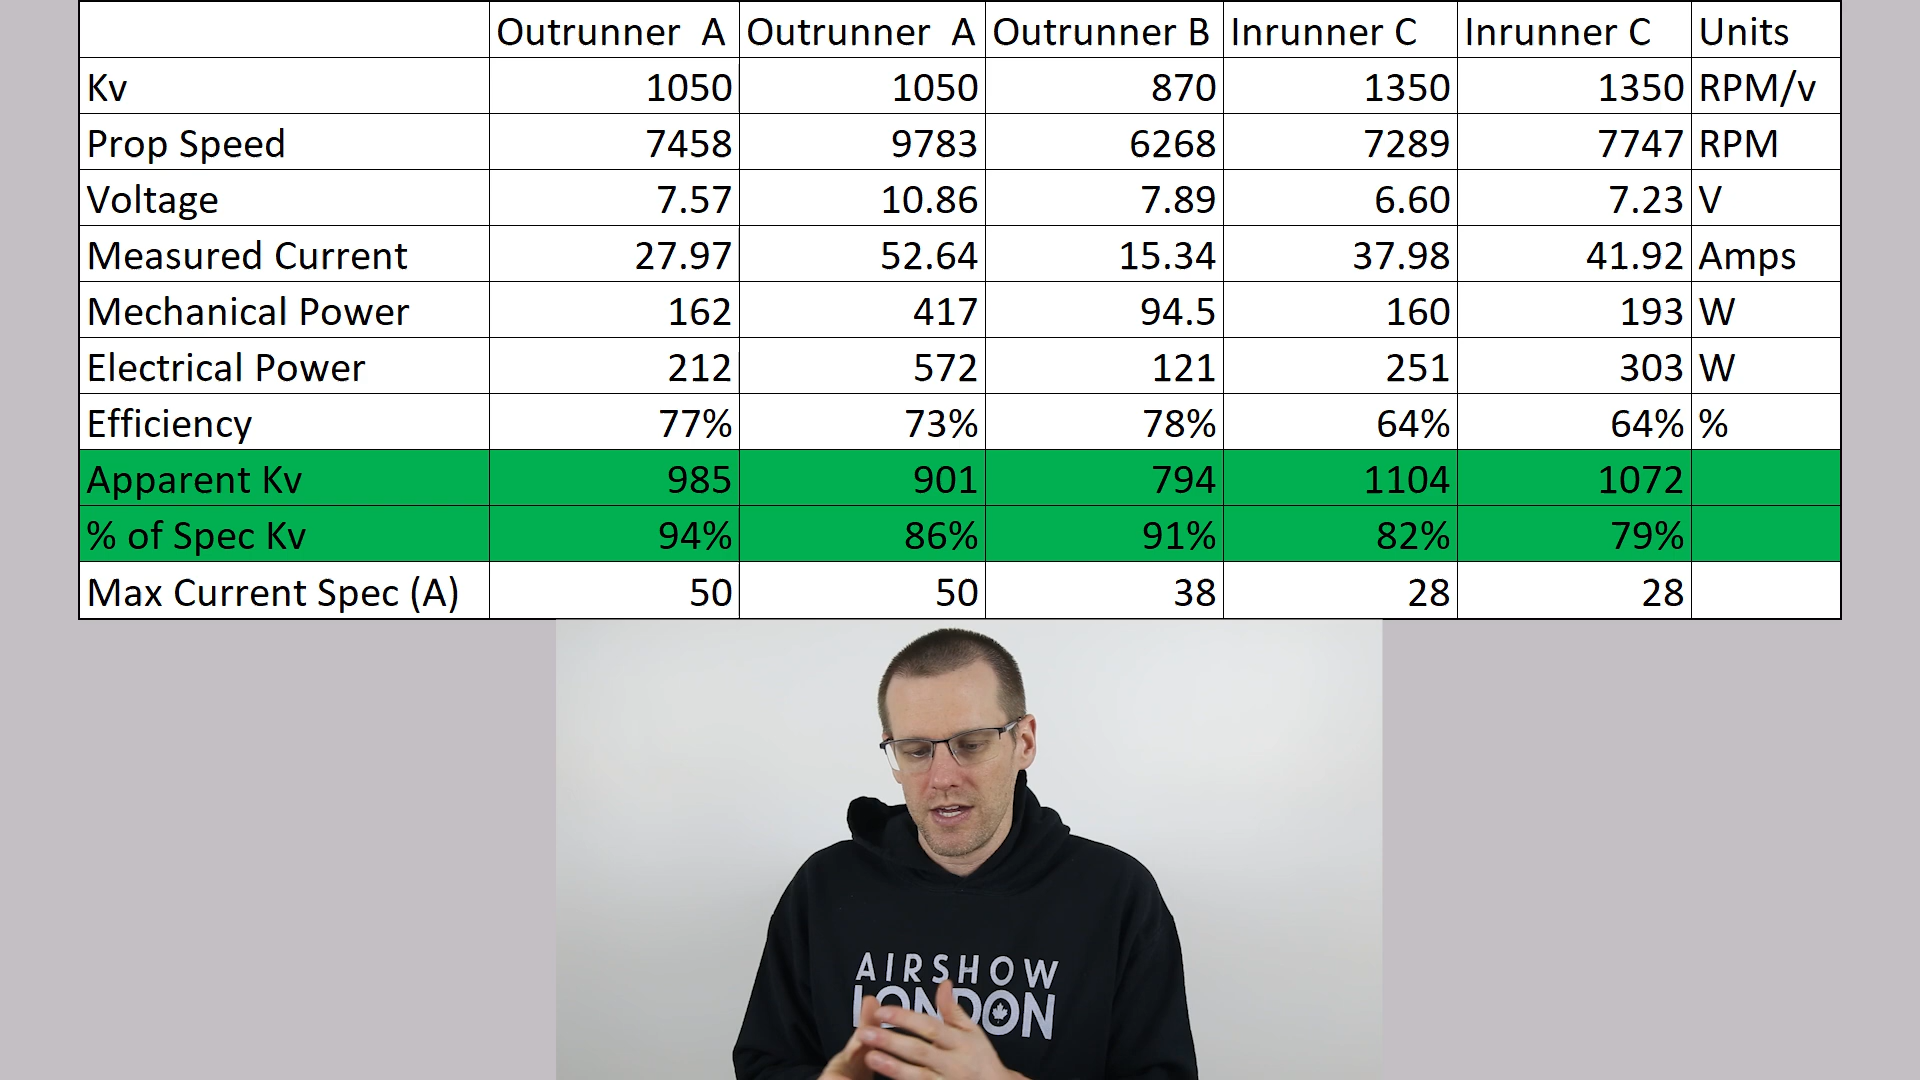 Outrunner A Outrunner A Outrunner B Inrunner C Inrunner C Units
Kv 1050 1050 870 1350 1350 RPM/v
Prop Speed 7458 9783 6268 7289 7747 RPM
Voltage 7.57 10.86 7.89 6.60 7.23 V
Measured Current 27.97 52.64 15.34 37.98 41.92 Amps
Mechanical Power 162 417 94.5 160 193 W
Electrical Power 212 572 121 251 303 W
Efficiency 77% 73% 78% 64% 64% %
Apparent Kv 985 901 794 1104 1072
% of Spec Kv 94% 86% 91% 82% 79%
Max Current Spec (A) 50 50 38 28 28
AIRSHOW
LONDON